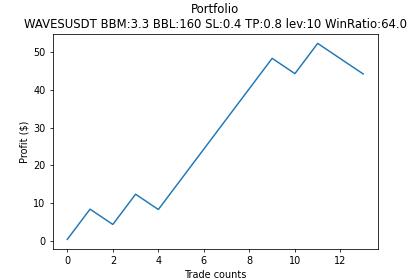 Portfolio
WAVESUSDT BBM:3.3 BBL:160 SL:0.4 TP:0.8 lev:10 WinRatio:64.0
Profit ($)
50
40
30
20
10
0
0 2 4 6 8 10 12
Trade counts